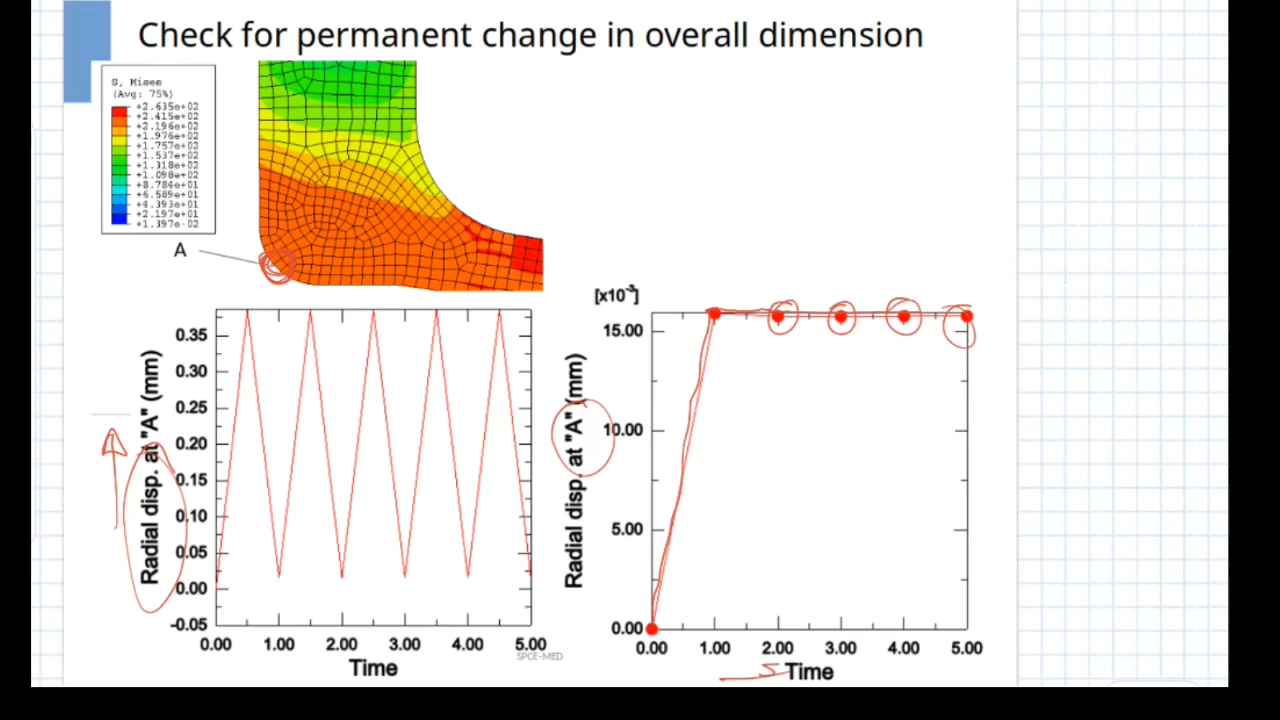 Check for permanent change in overall dimension
S, Mises
(Avg: 75%)
+2.635e+02
+2.415e+02
+2.196e+02
+1.976e+02
+1.757e+02
+1.537e+02
+1.318e+02
+1.098e+02
+8.784e+01
+6.589e+01
+4.393e+01
+2.197e+01
+1.397e-02
A
Radial disp. at "A" (mm)
0.35
0.30
0.25
0.20
0.15
0.10
0.05
0.00
-0.05
0.00 1.00 2.00 3.00 4.00 5.00
Time
SPCE-MED
[x10⁻³]
Radial disp. at "A" (mm)
15.00
10.00
5.00
0.00
0.00 1.00 2.00 3.00 4.00 5.00
5 Time